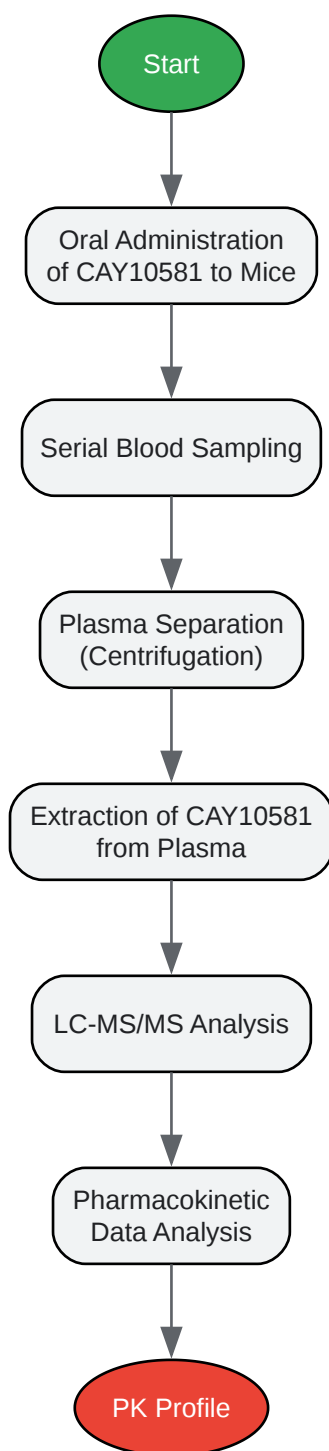 Start
Oral Administration
of CAY10581 to Mice
Serial Blood Sampling
Plasma Separation
(Centrifugation)
Extraction of CAY10581
from Plasma
LC-MS/MS Analysis
Pharmacokinetic
Data Analysis
PK Profile